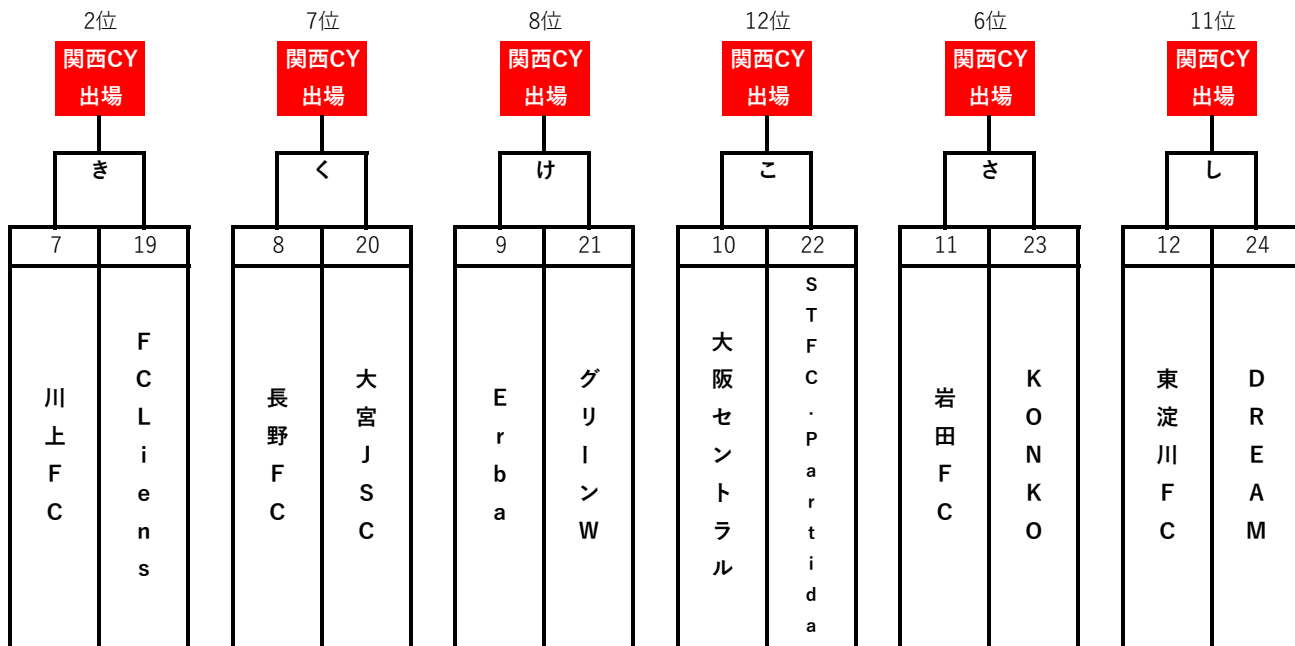 2位
7位
8位
12位
6位
11位
関西CY
出場
関西CY
出場
関西CY
出場
関西CY
出場
関西CY
出場
関西CY
出場
き
く
け
こ
さ
し
7
19
8
20
9
21
10
22
11
23
12
24
川上FC
FCLiens
長野FC
大宮JSC
Erba
グリーンW
大阪セントラル
STFC.Partida
岩田FC
KONKO
東淀川FC
DREAM